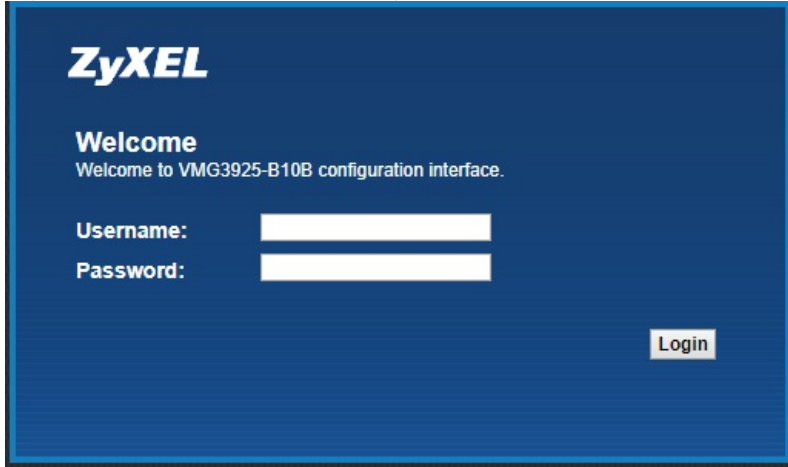 ZyXEL
Welcome
Welcome to VMG3925-B10B configuration interface.
Username:
Password:
Login